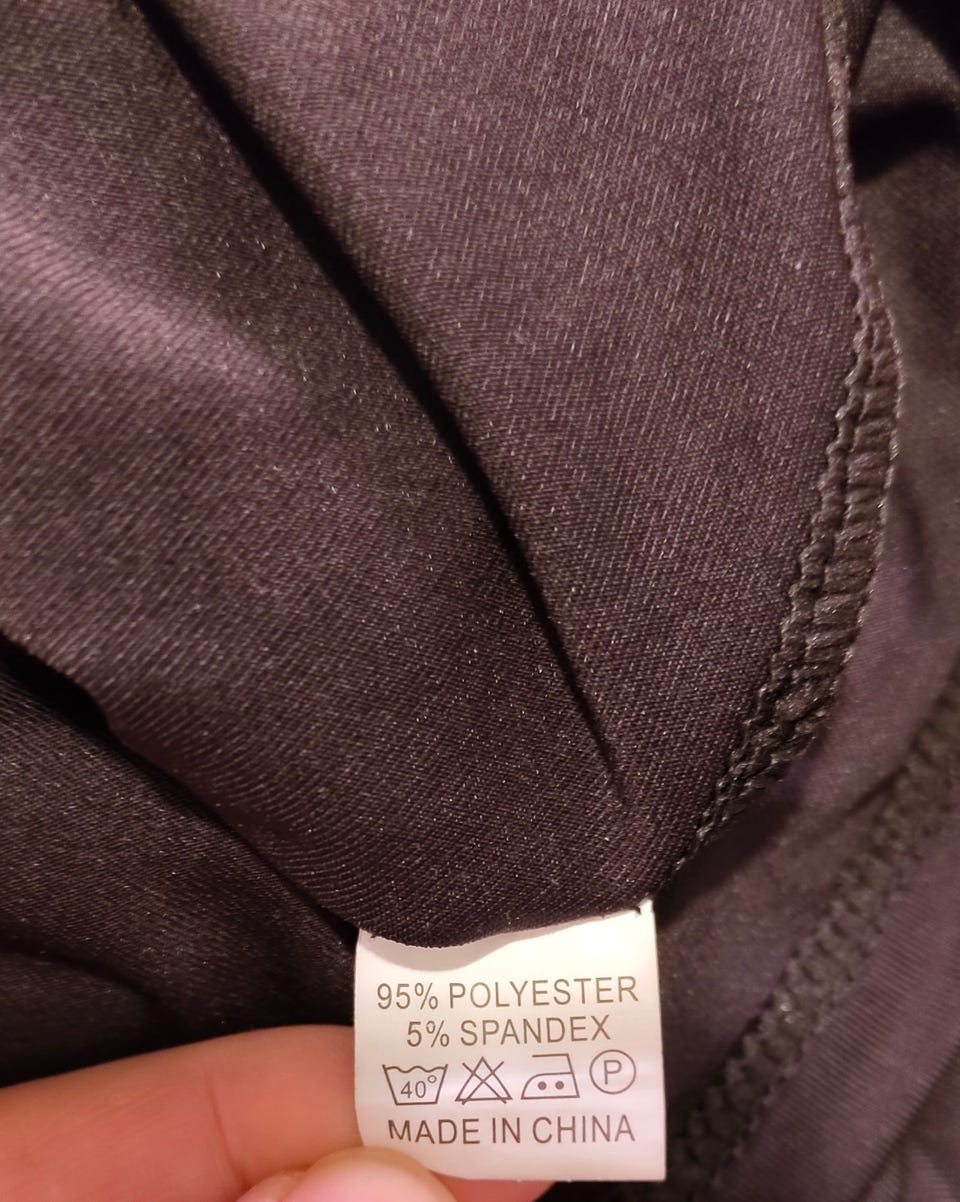 95% POLYESTER
5% SPANDEX
40° P
MADE IN CHINA